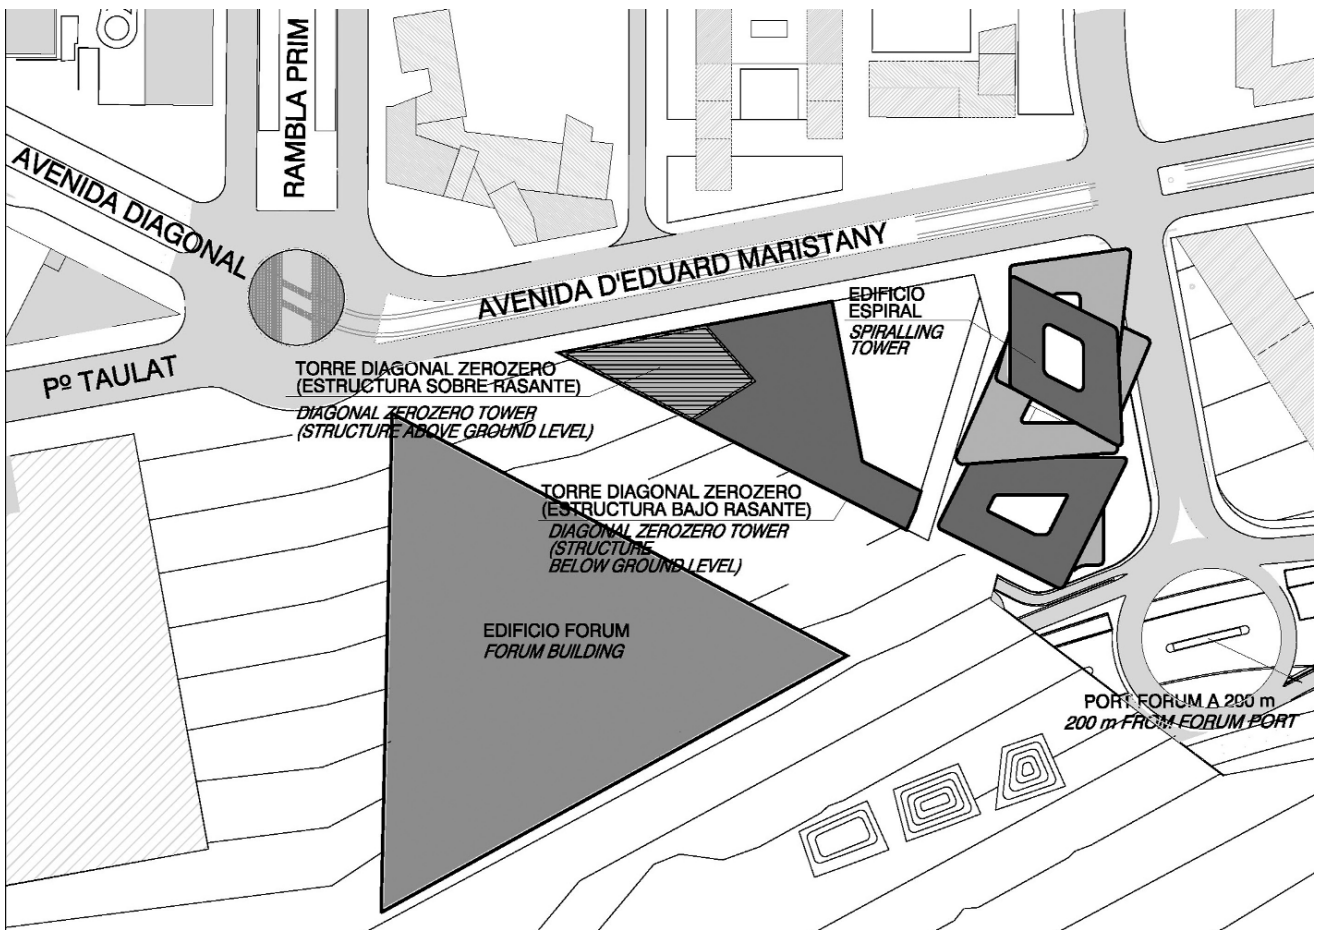 RAMBLA PRIM
AVENIDA DIAGONAL
AVENIDA D'EDUARD MARISTANY
Pº TAULAT
EDIFICIO
ESPIRAL
SPIRALLING
TOWER
TORRE DIAGONAL ZEROZERO
(ESTRUCTURA SOBRE RASANTE)
DIAGONAL ZEROZERO TOWER
(STRUCTURE ABOVE GROUND LEVEL)
TORRE DIAGONAL ZEROZERO
(ESTRUCTURA BAJO RASANTE)
DIAGONAL ZEROZERO TOWER
(STRUCTURE
BELOW GROUND LEVEL)
EDIFICIO FORUM
FORUM BUILDING
PORT FORUM A 200 m
200 m FROM FORUM PORT